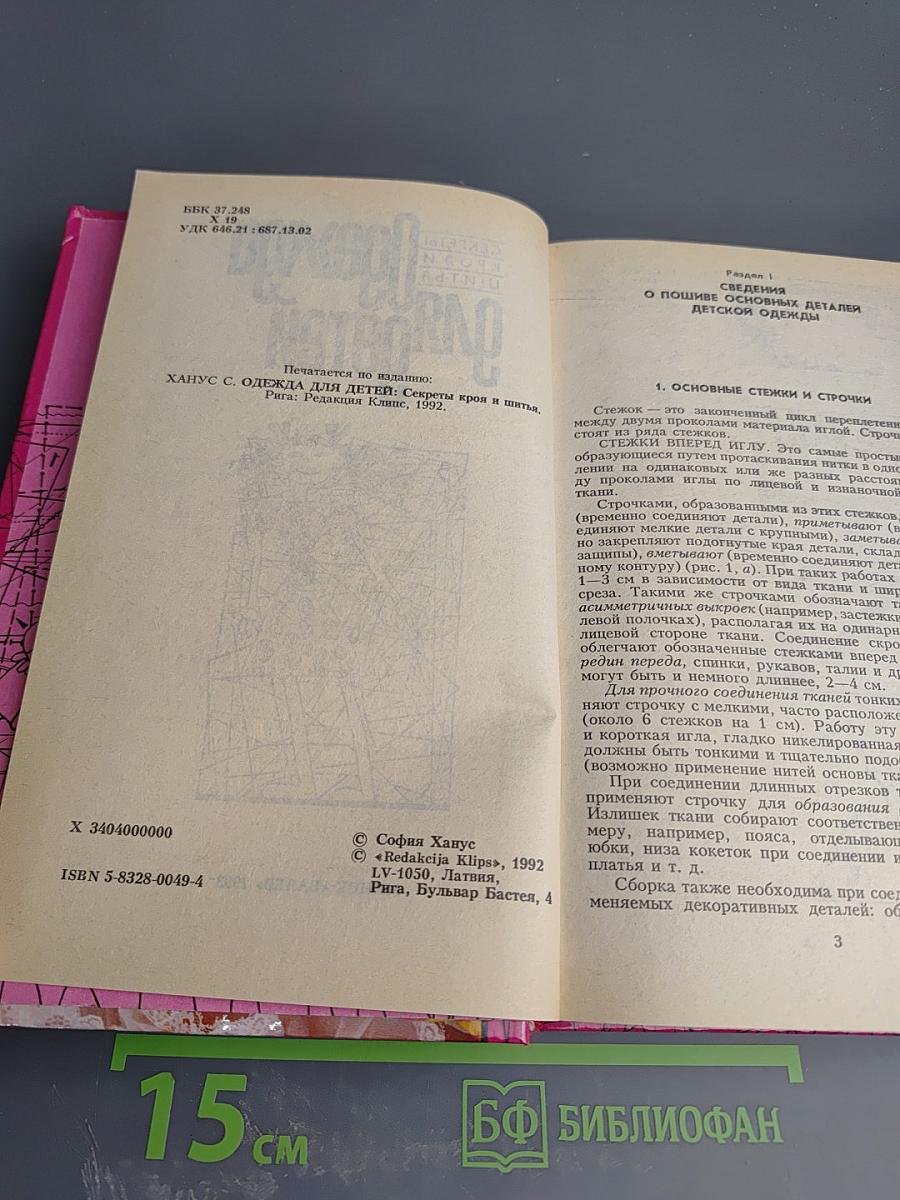 ББК 37.248
Х 19
УДК 646.21 : 687.13.02
Печатается по изданию:
ХАНУС С. ОДЕЖДА ДЛЯ ДЕТЕЙ: Секреты кроя и шитья.
Рига: Редакция Клипс, 1992.
Х 3404000000
ISBN 5-8328-0049-4
© София Ханус
© «Redakcija Klips», 1992
LV-1050, Латвия,
Рига, Бульвар Бастея, 4
Раздел I
СВЕДЕНИЯ
О ПОШИВЕ ОСНОВНЫХ ДЕТАЛЕЙ
ДЕТСКОЙ ОДЕЖДЫ
1. ОСНОВНЫЕ СТЕЖКИ И СТРОЧКИ
Стежок — это законченный цикл переплетени
между двумя проколами материала иглой. Строч
стоят из ряда стежков.
СТЕЖКИ ВПЕРЕД ИГЛУ. Это самые просты
образующиеся путем протаскивания нитки в одн
лении на одинаковых или же разных расстоя
ду проколами иглы по лицевой и изнаночной
ткани.
Строчками, образованными из этих стежков,
(временно соединяют детали), приметывают (в
единяют мелкие детали с крупными), заметыва
но закрепляют подогнутые края детали, склад
защипы), вметывают (временно соединяют дета
ному контуру) (рис. 1, а). При таких работах
1—3 см в зависимости от вида ткани и шир
среза. Такими же строчками обозначают та
асимметричных выкроек (например, застежки
левой полочках), располагая их на одинарн
лицевой стороне ткани. Соединение скро
облегчают обозначенные стежками вперед
редин переда, спинки, рукавов, талии и др
могут быть и немного длиннее, 2—4 см.
Для прочного соединения тканей тонких
няют строчку с мелкими, часто расположе
(около 6 стежков на 1 см). Работу эту
и короткая игла, гладко никелированная
должны быть тонкими и тщательно подоб
(возможно применение нитей основы тка
При соединении длинных отрезков т
применяют строчку для образования
Излишек ткани собирают соответствен
меру, например, пояса, отделывающ
юбки, низа кокеток при соединении и
платья и т. д.
Сборка также необходима при соед
меняемых декоративных деталей: об
3
15 см
БФ БИБЛИОФАН